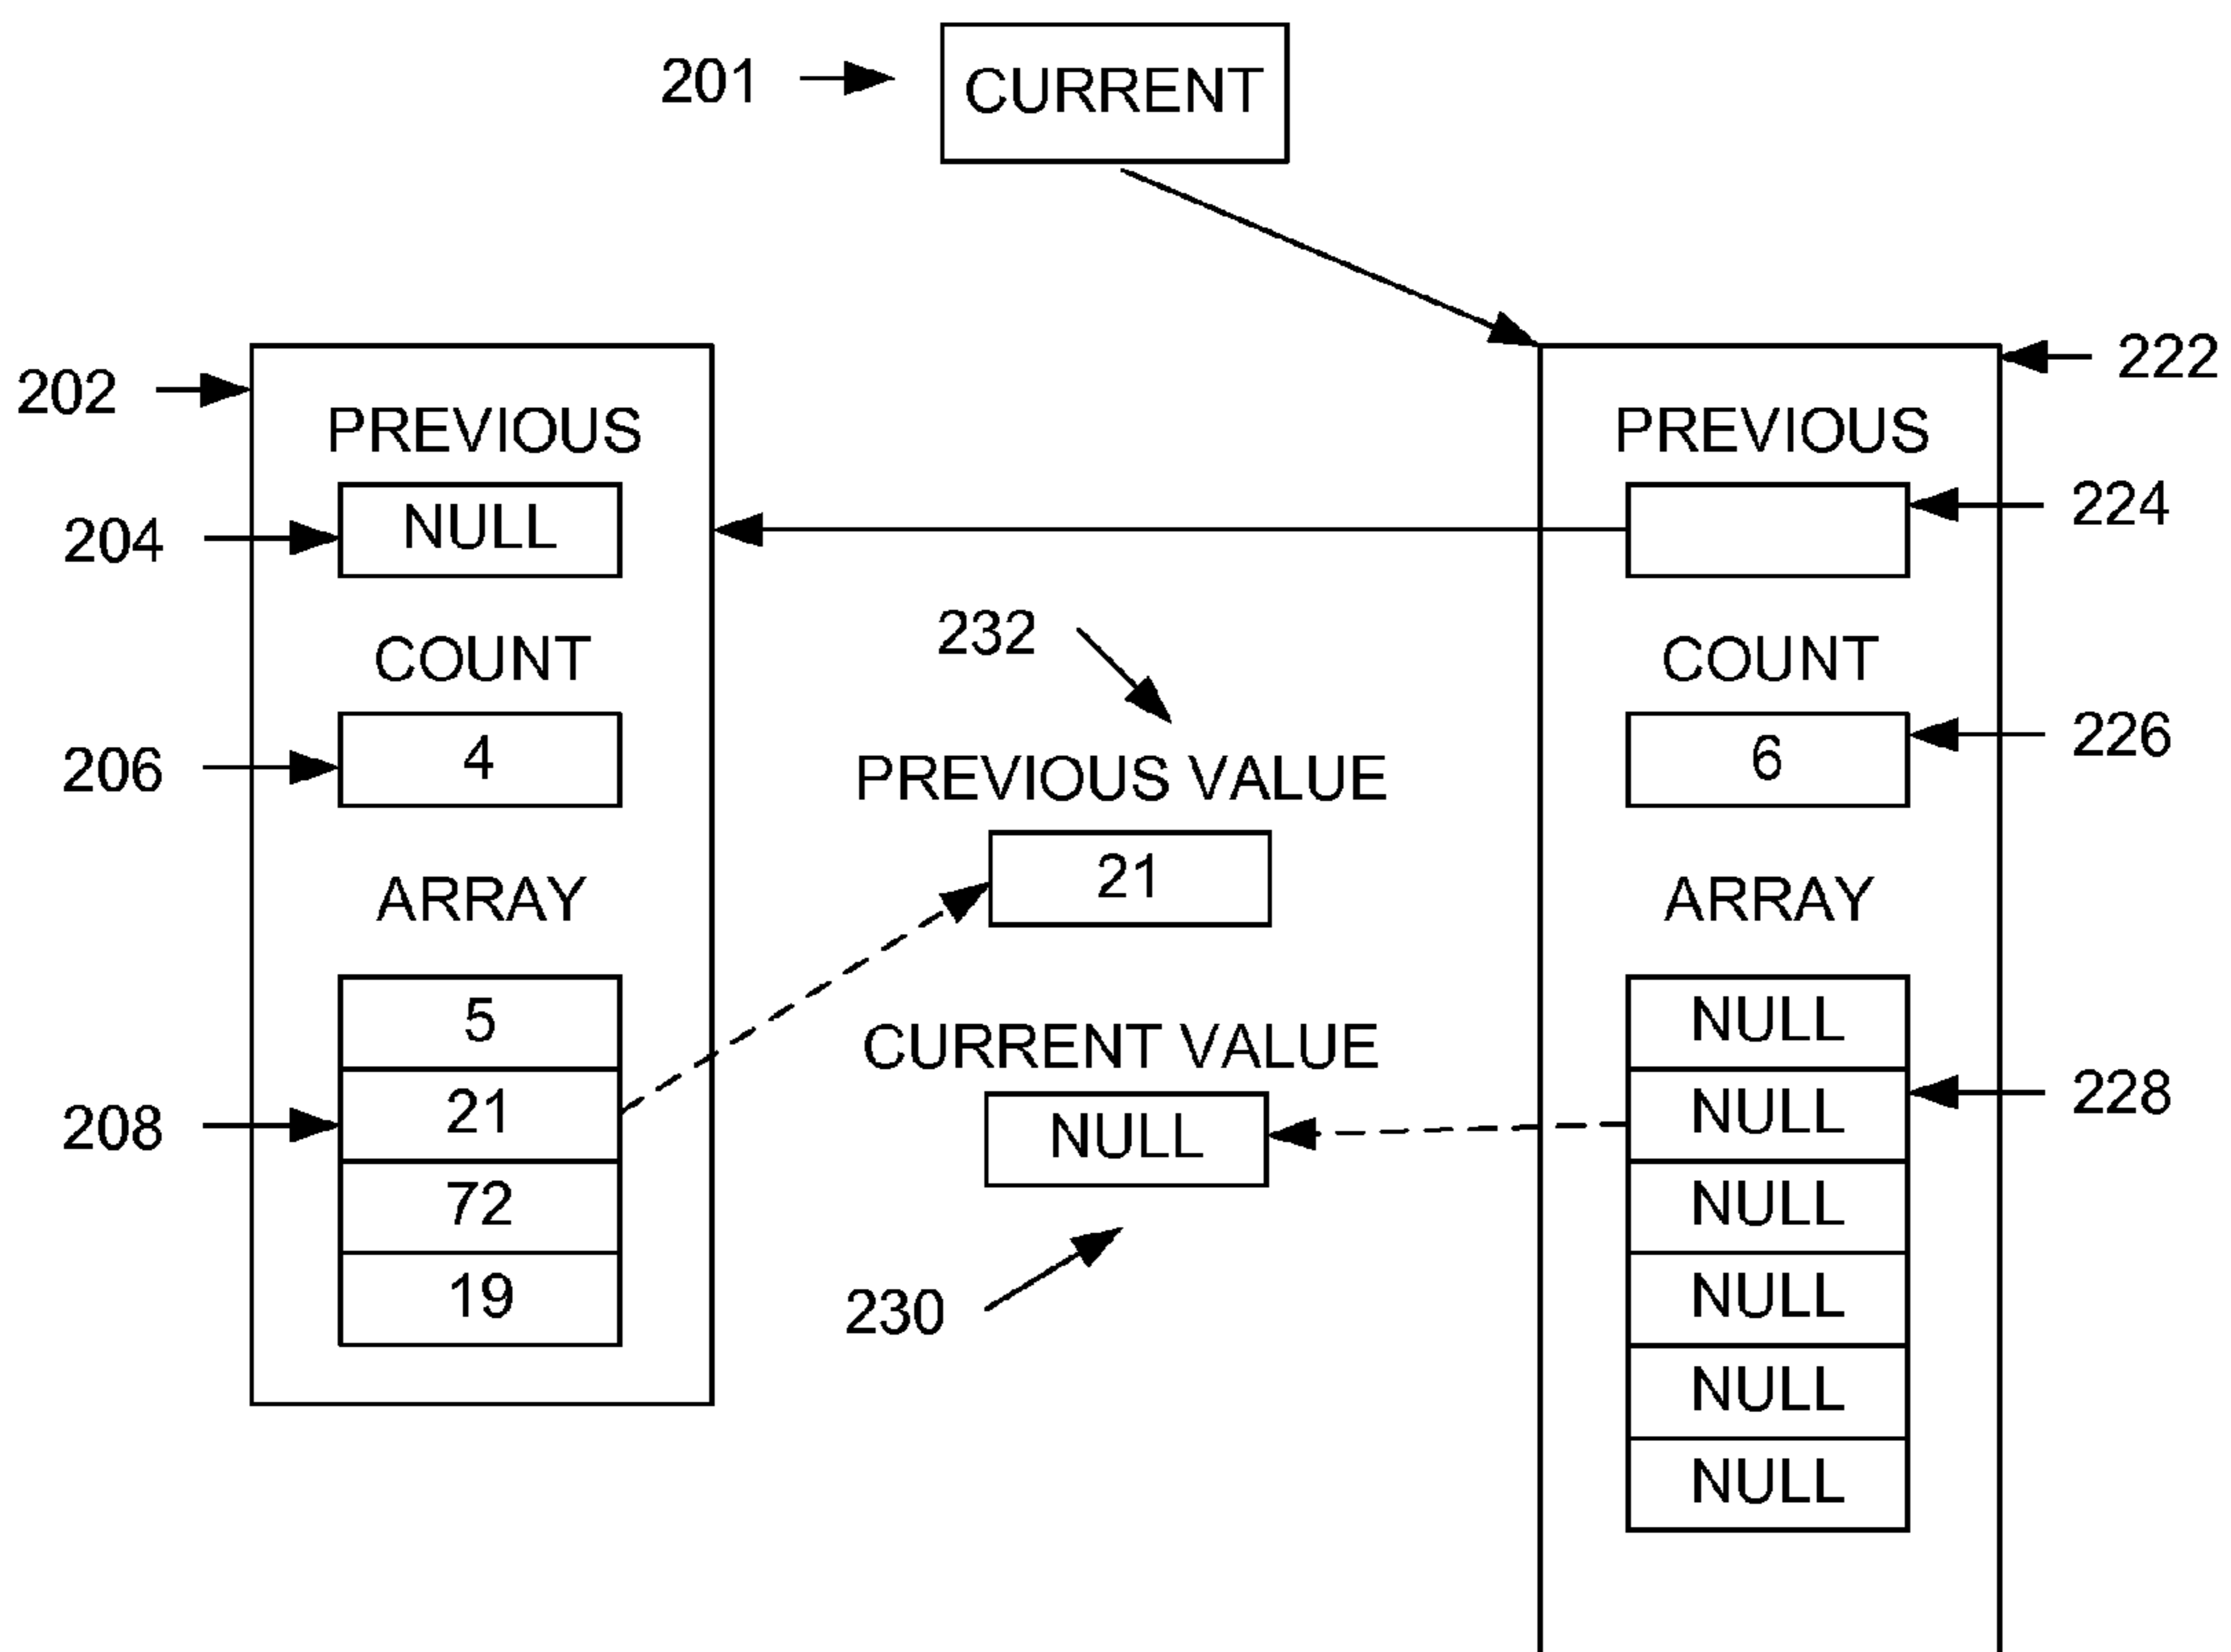 201
CURRENT
202
222
PREVIOUS
PREVIOUS
204
NULL
224
232
COUNT
COUNT
206
4
226
6
PREVIOUS VALUE
21
ARRAY
ARRAY
5
NULL
CURRENT VALUE
208
21
NULL
NULL
228
72
NULL
19
NULL
230
NULL
NULL